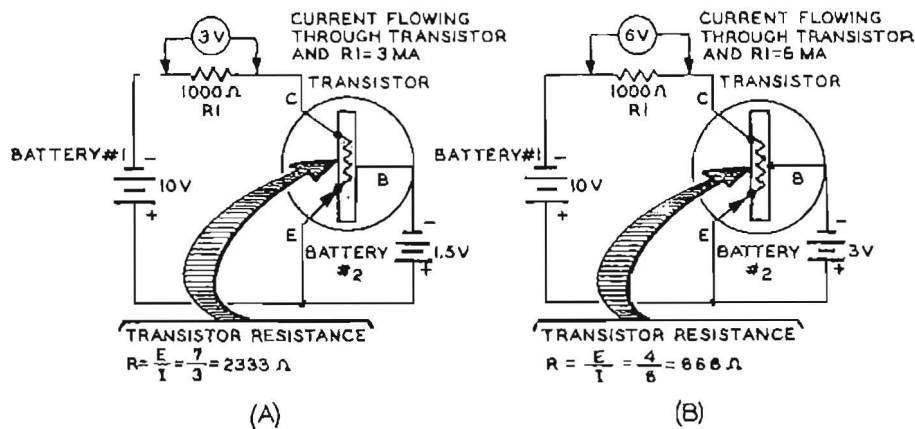 3V
CURRENT FLOWING
THROUGH TRANSISTOR
AND R1=3 MA
1000Ω
R1
TRANSISTOR
C
BATTERY #1
-
10V
+
B
E
BATTERY
#2
-
1.5V
+
TRANSISTOR RESISTANCE
R=E/I=7/3=2333 Ω
(A)
6V
CURRENT FLOWING
THROUGH TRANSISTOR
AND R1=6 MA
1000Ω
R1
TRANSISTOR
C
BATTERY#1
-
10V
+
B
E
BATTERY
#2
-
3V
+
TRANSISTOR RESISTANCE
R = E/I = 4/6 = 666 Ω
(B)